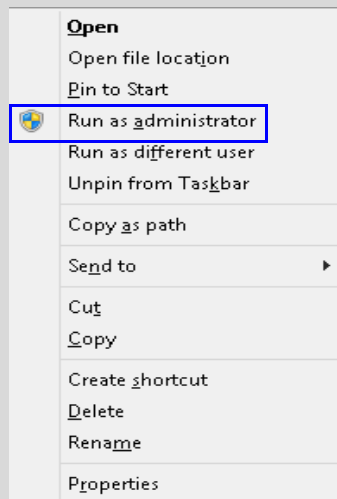 Open
Open file location
Pin to Start
Run as administrator
Run as different user
Unpin from Taskbar
Copy as path
Send to
Cut
Copy
Create shortcut
Delete
Rename
Properties